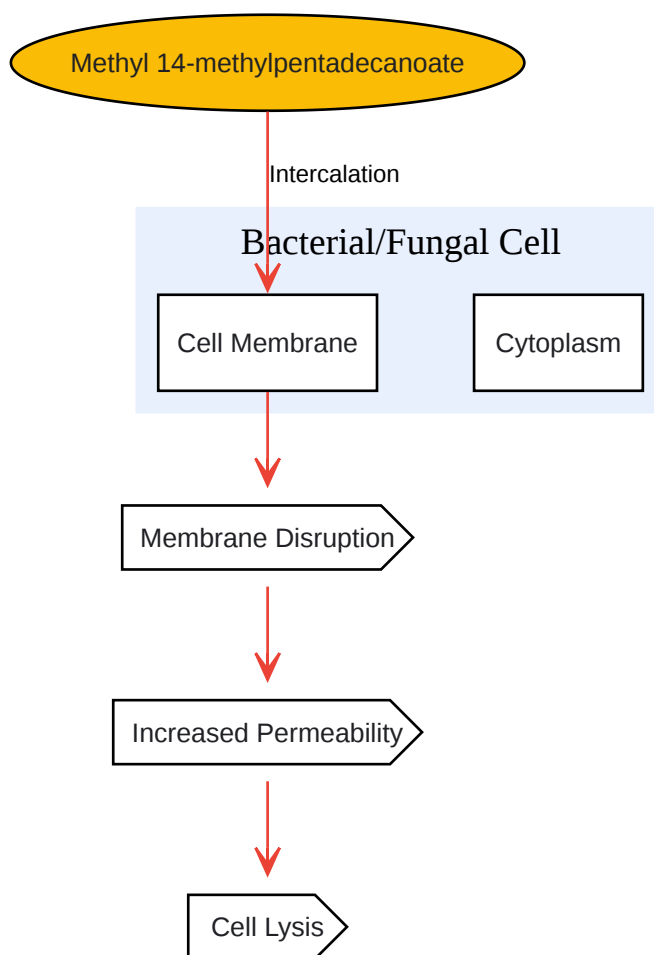 Methyl 14-methylpentadecanoate
Intercalation
Bacterial/Fungal Cell
Cell Membrane
Cytoplasm
Membrane Disruption
Increased Permeability
Cell Lysis